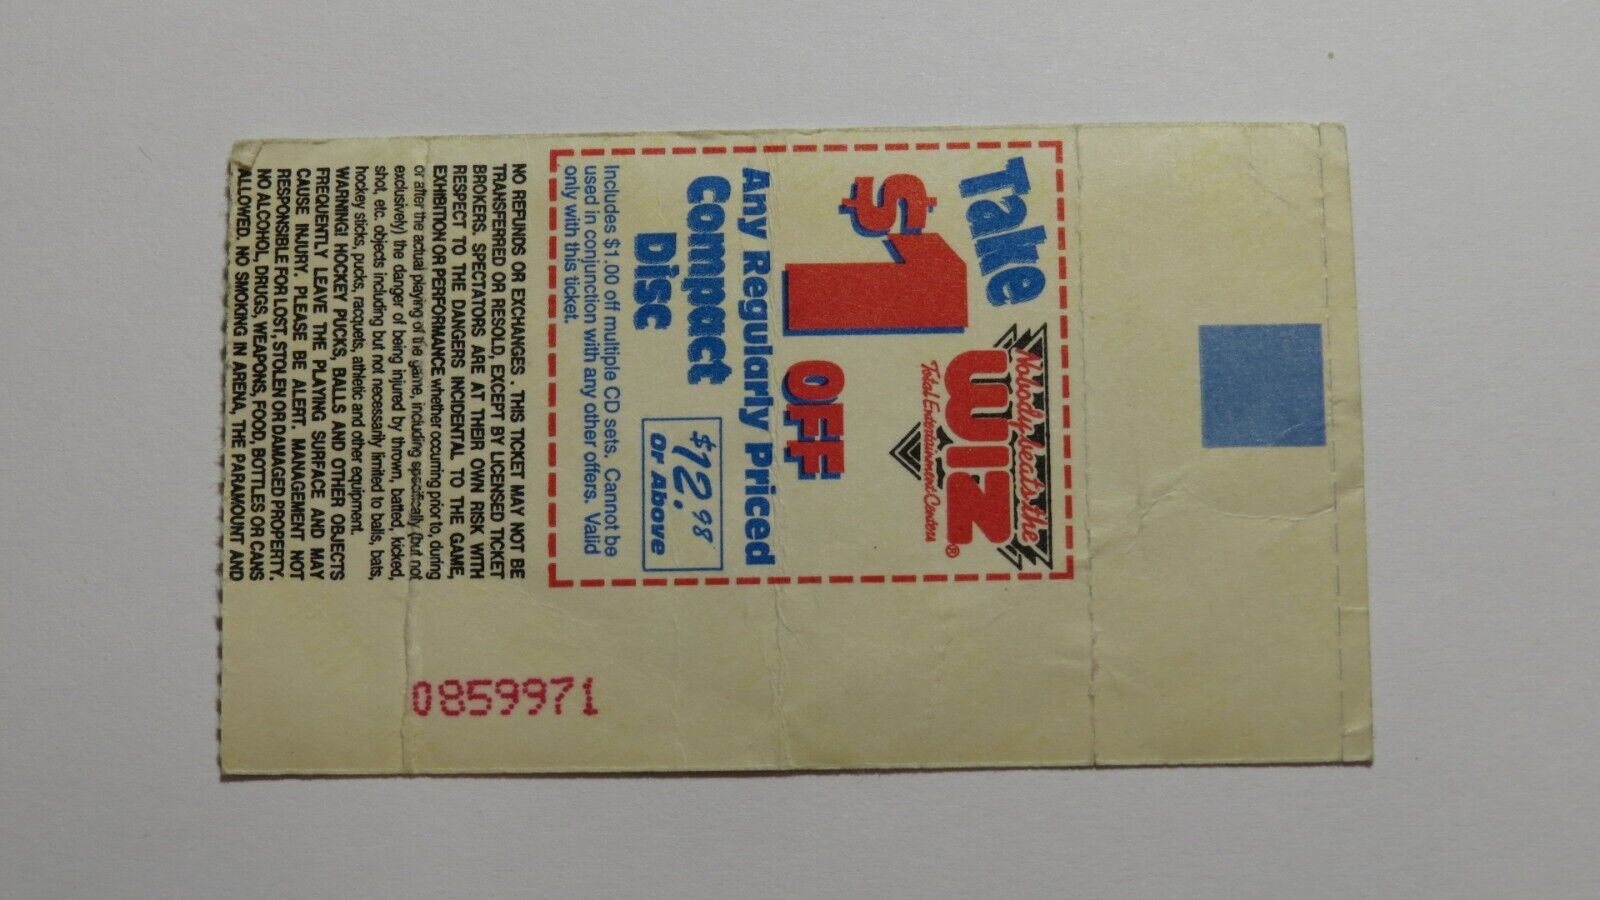 Take
Nobody beats the
WIZ®
Total Entertainment Centers
$1 OFF
Any Regularly Priced
Compact
Disc
$12.98
Or Above
Includes $1.00 off multiple CD sets. Cannot be
used in conjunction with any other offers. Valid
only with this ticket.
NO REFUNDS OR EXCHANGES. THIS TICKET MAY NOT BE
TRANSFERRED OR RESOLD, EXCEPT BY LICENSED TICKET
BROKERS. SPECTATORS ARE AT THEIR OWN RISK WITH
RESPECT TO THE DANGERS INCIDENTAL TO THE GAME,
EXHIBITION OR PERFORMANCE whether occurring prior to, during
or after the actual playing of the game, including specifically (but not
exclusively) the danger of being injured by thrown, batted, kicked,
shot, etc. objects including but not necessarily limited to balls, bats,
hockey sticks, pucks, racquets, athletic and other equipment.
WARNING! HOCKEY PUCKS, BALLS AND OTHER OBJECTS
FREQUENTLY LEAVE THE PLAYING SURFACE AND MAY
CAUSE INJURY. PLEASE BE ALERT. MANAGEMENT NOT
RESPONSIBLE FOR LOST, STOLEN OR DAMAGED PROPERTY.
NO ALCOHOL, DRUGS, WEAPONS, FOOD, BOTTLES OR CANS
ALLOWED. NO SMOKING IN ARENA, THE PARAMOUNT AND
0859971